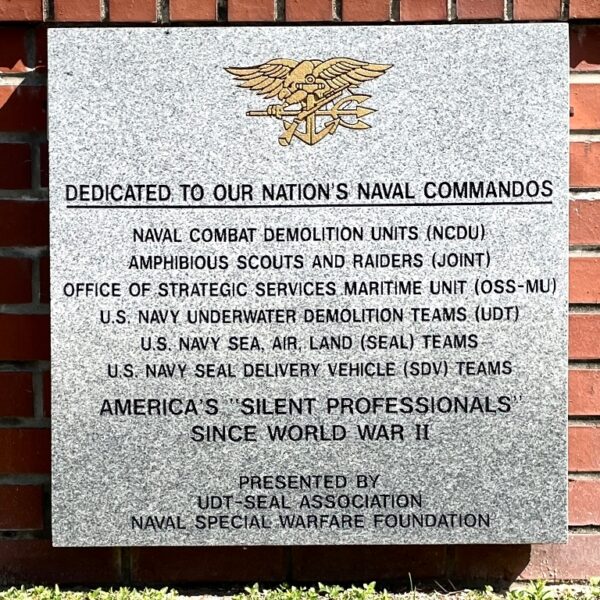 DEDICATED TO OUR NATION'S NAVAL COMMANDOS
NAVAL COMBAT DEMOLITION UNITS (NCDU)
AMPHIBIOUS SCOUTS AND RAIDERS (JOINT)
OFFICE OF STRATEGIC SERVICES MARITIME UNIT (OSS-MU)
U.S. NAVY UNDERWATER DEMOLITION TEAMS (UDT)
U.S. NAVY SEA, AIR, LAND (SEAL) TEAMS
U.S. NAVY SEAL DELIVERY VEHICLE (SDV) TEAMS
AMERICA'S "SILENT PROFESSIONALS"
SINCE WORLD WAR II
PRESENTED BY
UDT-SEAL ASSOCIATION
NAVAL SPECIAL WARFARE FOUNDATION